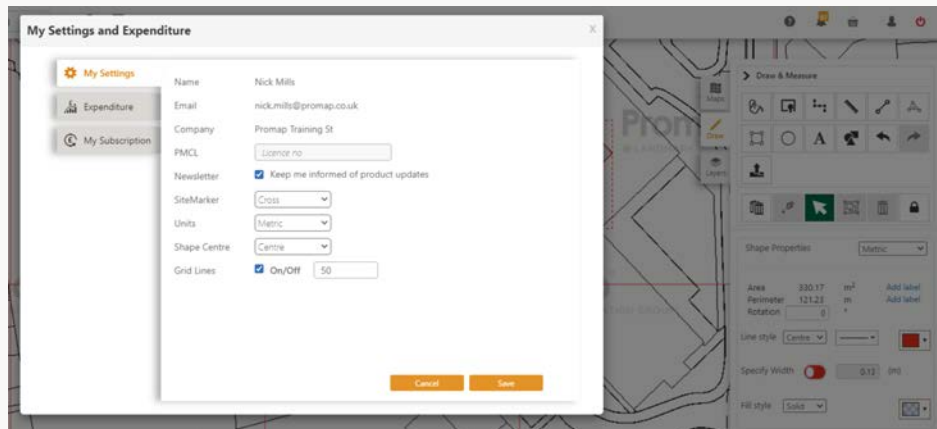 My Settings and Expenditure
X
My Settings
Expenditure
My Subscription
Name Nick Mills
Email nick.mills@promap.co.uk
Company Promap Training St
PMCL Licence no
Newsletter Keep me informed of product updates
SiteMarker Cross
Units Metric
Shape Centre Centre
Grid Lines On/Off 50
Cancel Save
Maps
Draw
Layers
Prom
Draw & Measure
A
Shape Properties Metric
Area 330.17 m² Add label
Perimeter 121.23 m Add label
Rotation 0 °
Line style Centre
Specify Width 0.13 (m)
Fill style Solid